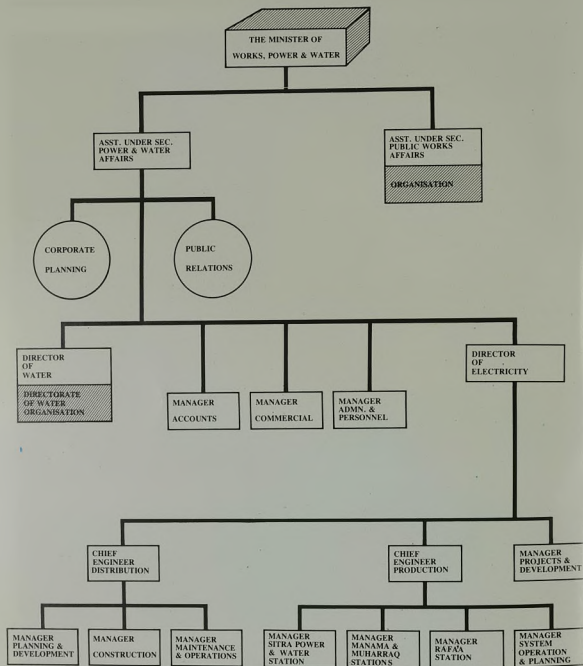 THE MINISTER OF
WORKS, POWER & WATER
ASST. UNDER SEC.
POWER & WATER
AFFAIRS
ASST. UNDER SEC.
PUBLIC WORKS
AFFAIRS
ORGANISATION
CORPORATE
PLANNING
PUBLIC
RELATIONS
DIRECTOR
OF
WATER
DIRECTORATE
OF WATER
ORGANISATION
MANAGER
ACCOUNTS
MANAGER
COMMERCIAL
MANAGER
ADMN. &
PERSONNEL
DIRECTOR
OF
ELECTRICITY
CHIEF
ENGINEER
DISTRIBUTION
CHIEF
ENGINEER
PRODUCTION
MANAGER
PROJECTS &
DEVELOPMENT
MANAGER
PLANNING &
DEVELOPMENT
MANAGER
CONSTRUCTION
MANAGER
MAINTENANCE
& OPERATIONS
MANAGER
SITRA POWER
& WATER
STATION
MANAGER
MANAMA &
MUHARRAQ
STATIONS
MANAGER
RAFA'A
STATION
MANAGER
SYSTEM
OPERATION
& PLANNING